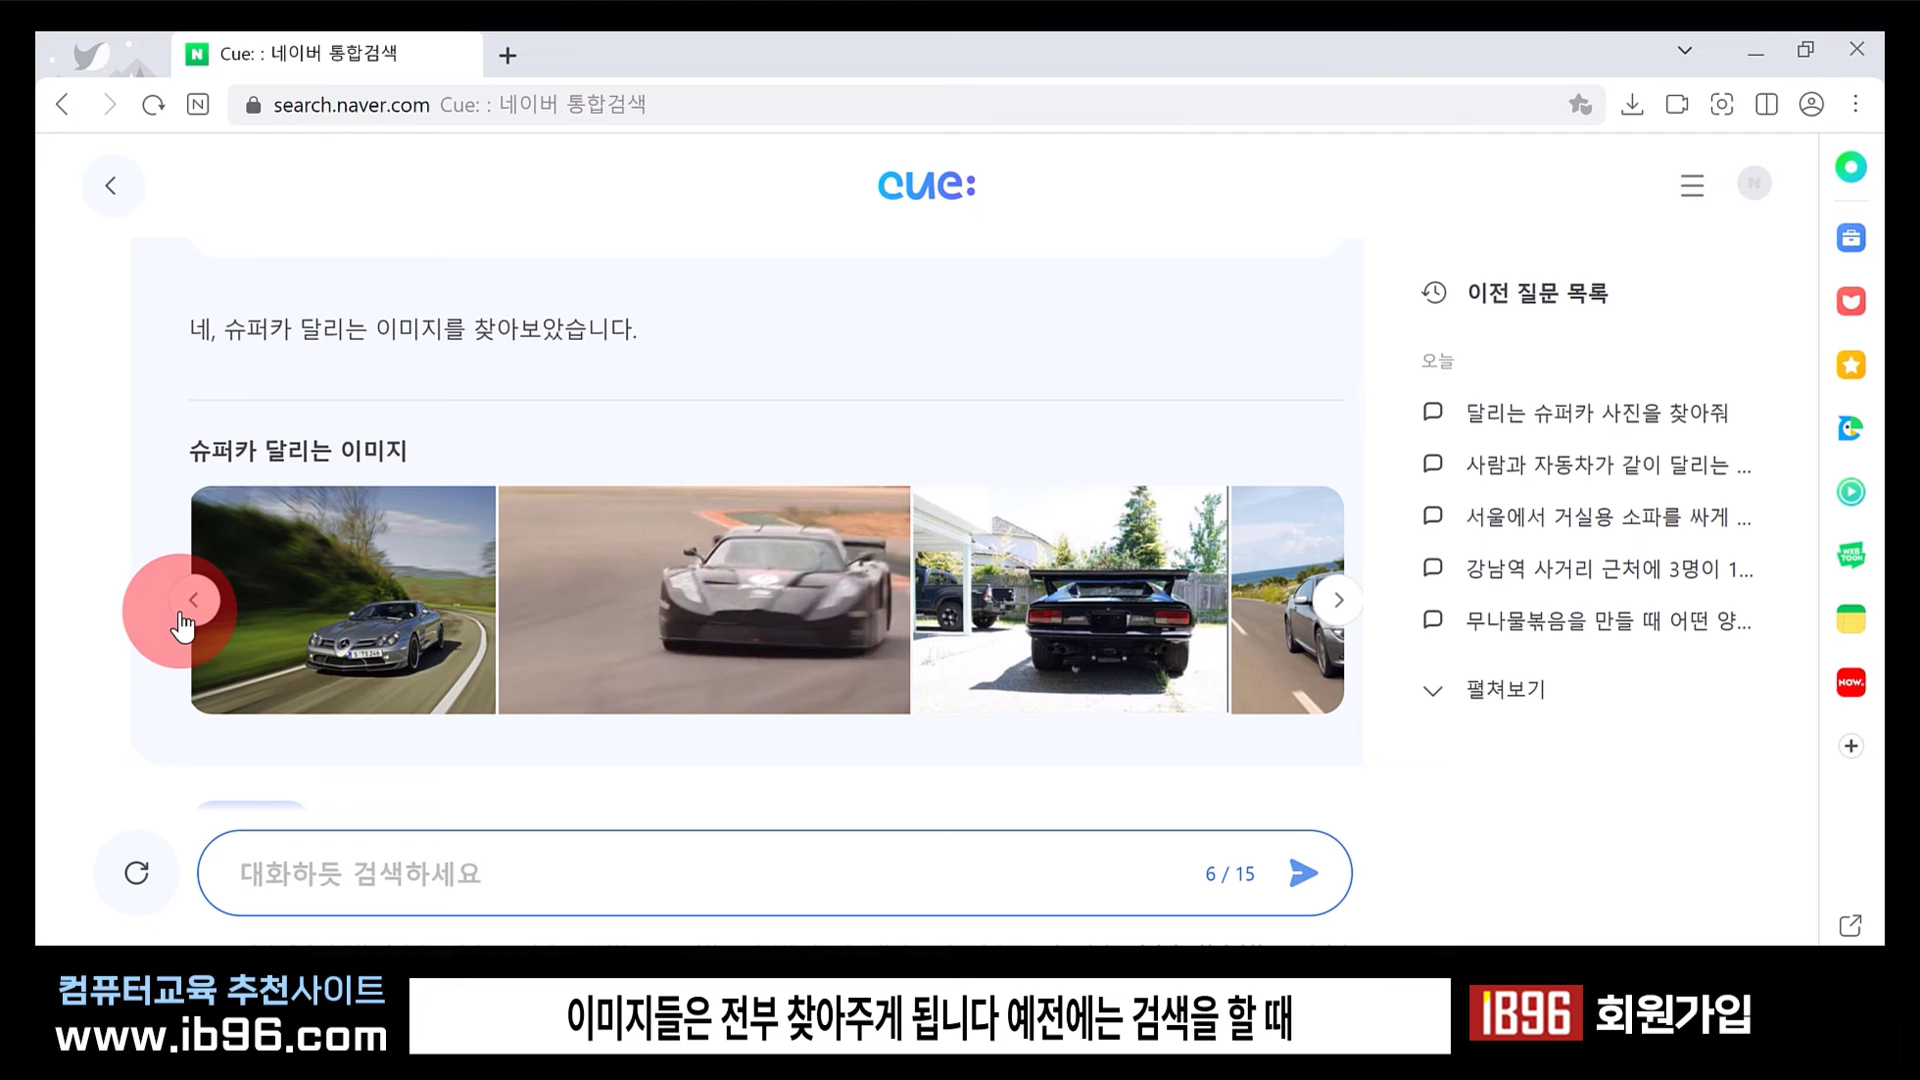 N Cue: : 네이버 통합검색
N search.naver.com Cue: : 네이버 통합검색
cue:
N
네, 슈퍼카 달리는 이미지를 찾아보았습니다.
슈퍼카 달리는 이미지
이전 질문 목록
오늘
달리는 슈퍼카 사진을 찾아줘
사람과 자동차가 같이 달리는 ...
서울에서 거실용 소파를 싸게 ...
강남역 사거리 근처에 3명이 1...
무나물볶음을 만들 때 어떤 양...
펼쳐보기
WEB
TOON
NOW.
대화하듯 검색하세요
6 / 15
컴퓨터교육 추천사이트
www.ib96.com
이미지들은 전부 찾아주게 됩니다 예전에는 검색을 할 때
IB96 회원가입